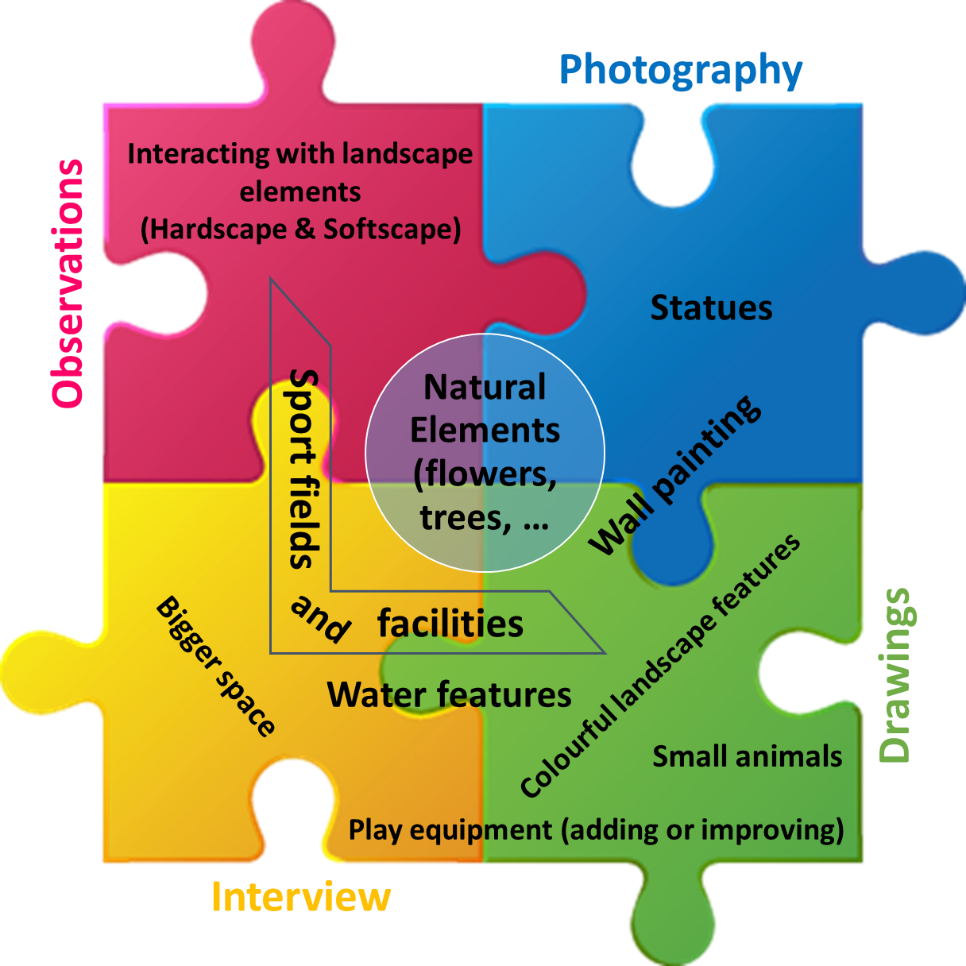 Photography
Observations
Interacting with landscape
elements
(Hardscape & Softscape)
Statues
Natural
Elements
(flowers,
trees, ...
Wall painting
Sport fields
and facilities
Bigger space
Water features
Colourful landscape features
Small animals
Play equipment (adding or improving)
Drawings
Interview